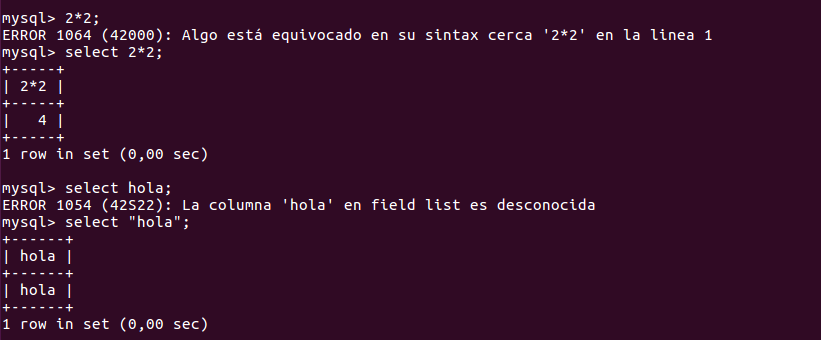 mysql> 2*2;
ERROR 1064 (42000): Algo está equivocado en su sintax cerca '2*2' en la linea 1
mysql> select 2*2;
+-----+
| 2*2 |
+-----+
|   4 |
+-----+
1 row in set (0,00 sec)

mysql> select hola;
ERROR 1054 (42S22): La columna 'hola' en field list es desconocida
mysql> select "hola";
+------+
| hola |
+------+
| hola |
+------+
1 row in set (0,00 sec)